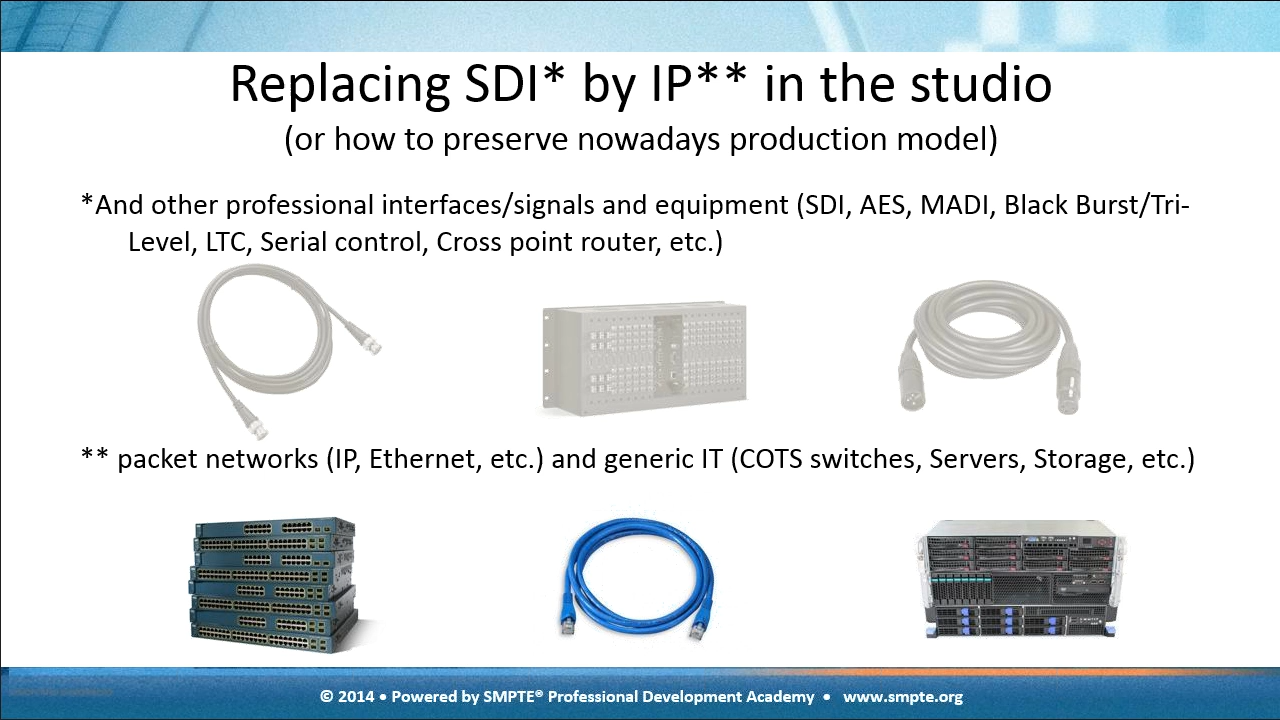 Replacing SDI* by IP** in the studio
(or how to preserve nowadays production model)
*And other professional interfaces/signals and equipment (SDI, AES, MADI, Black Burst/Tri-
Level, LTC, Serial control, Cross point router, etc.)
** packet networks (IP, Ethernet, etc.) and generic IT (COTS switches, Servers, Storage, etc.)
© 2014 • Powered by SMPTE® Professional Development Academy • www.smpte.org